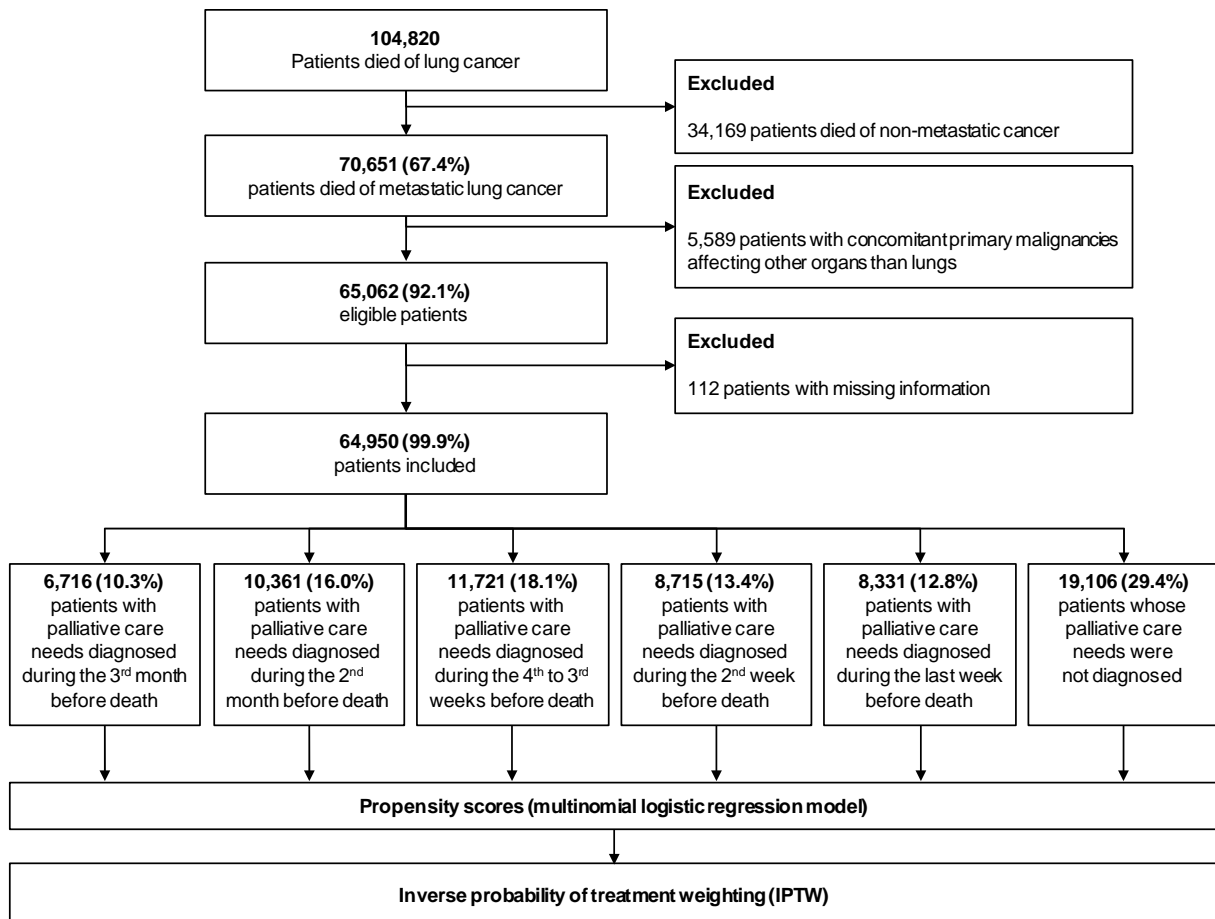 104,820
Patients died of lung cancer
Excluded
34,169 patients died of non-metastatic cancer
70,651 (67.4%)
patients died of metastatic lung cancer
Excluded
5,589 patients with concomitant primary malignancies
affecting other organs than lungs
65,062 (92.1%)
eligible patients
Excluded
112 patients with missing information
64,950 (99.9%)
patients included
6,716 (10.3%)
patients with
palliative care
needs diagnosed
during the 3rd month
before death
10,361 (16.0%)
patients with
palliative care
needs diagnosed
during the 2nd
month before death
11,721 (18.1%)
patients with
palliative care
needs diagnosed
during the 4th to 3rd
weeks before death
8,715 (13.4%)
patients with
palliative care
needs diagnosed
during the 2nd week
before death
8,331 (12.8%)
patients with
palliative care
needs diagnosed
during the last week
before death
19,106 (29.4%)
patients whose
palliative care
needs were
not diagnosed
Propensity scores (multinomial logistic regression model)
Inverse probability of treatment weighting (IPTW)